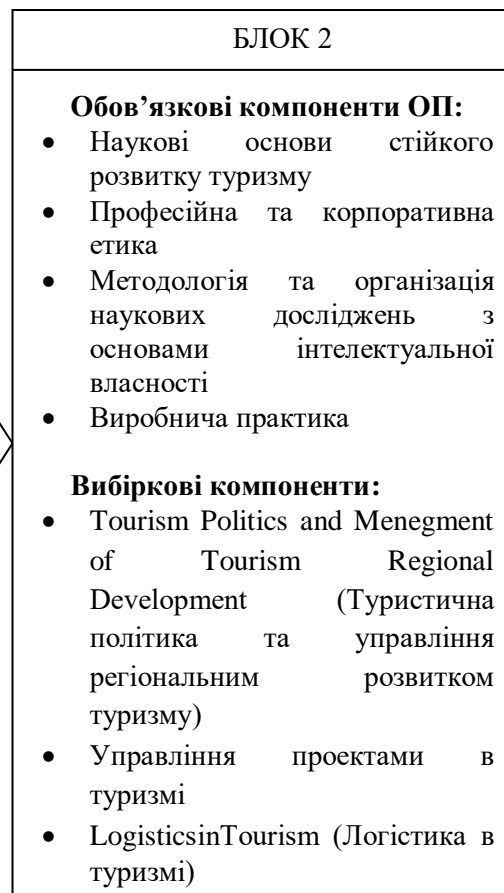 БЛОК 2
Обов’язкові компоненти ОП:
• Наукові основи стійкого
розвитку туризму
• Професійна та корпоративна
етика
• Методологія та організація
наукових досліджень з
основами інтелектуальної
власності
• Виробнича практика
Вибіркові компоненти:
• Tourism Politics and Menegment
of Tourism Regional
Development (Туристична
політика та управління
регіональним розвитком
туризму)
• Управління проектами в
туризмі
• LogisticsinTourism (Логістика в
туризмі)